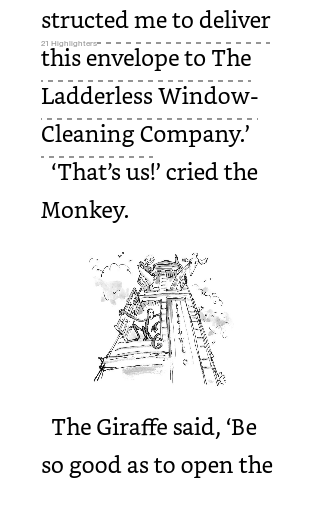 structed me to deliver
21 Highlighters
this envelope to The
Ladderless Window-
Cleaning Company.’
‘That’s us!’ cried the
Monkey.
The Giraffe said, ‘Be
so good as to open the